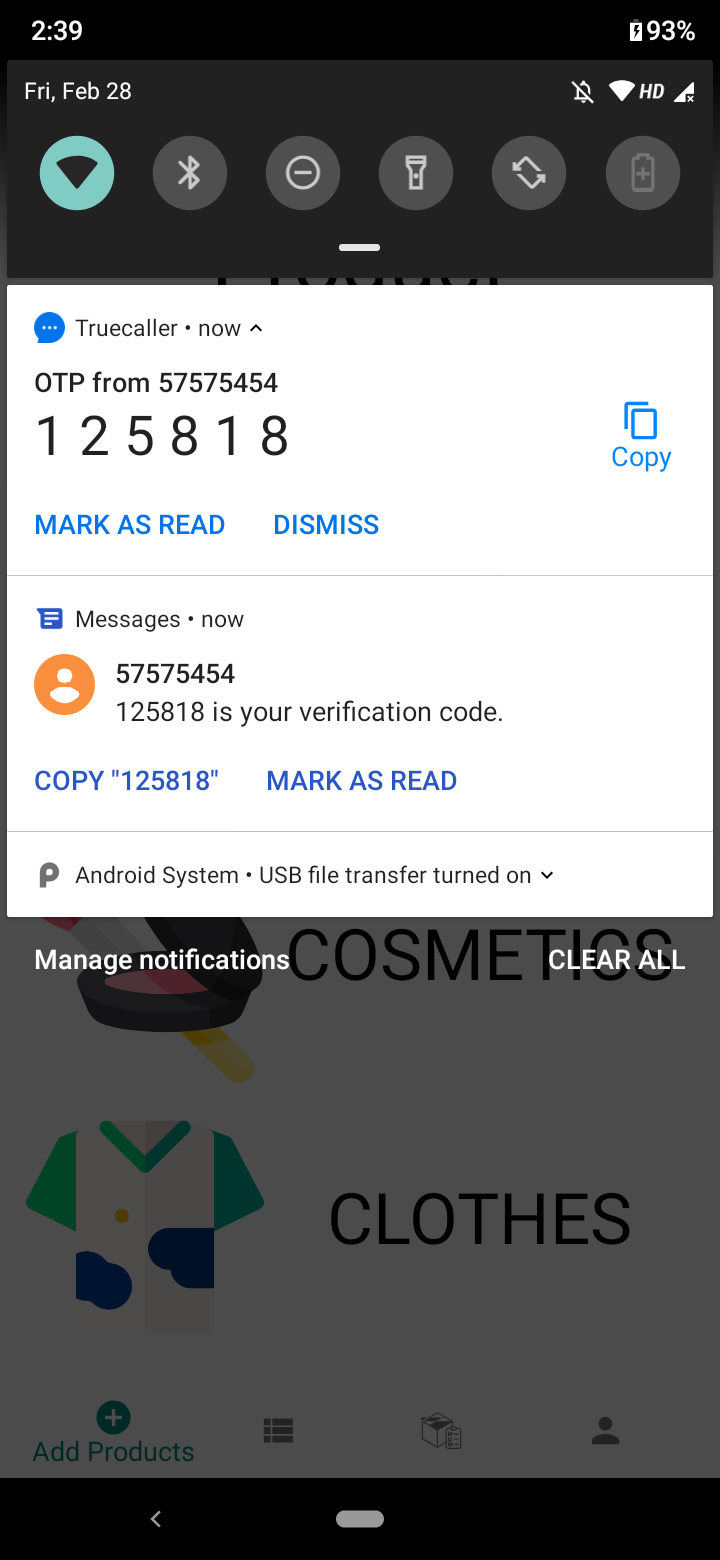 2:39
93%
Fri, Feb 28
HD
Product
Truecaller • now
OTP from 57575454
1 2 5 8 1 8
Copy
MARK AS READ DISMISS
Messages • now
57575454
125818 is your verification code.
COPY "125818" MARK AS READ
Android System • USB file transfer turned on
Manage notifications
COSMETICS
CLEAR ALL
CLOTHES
Add Products